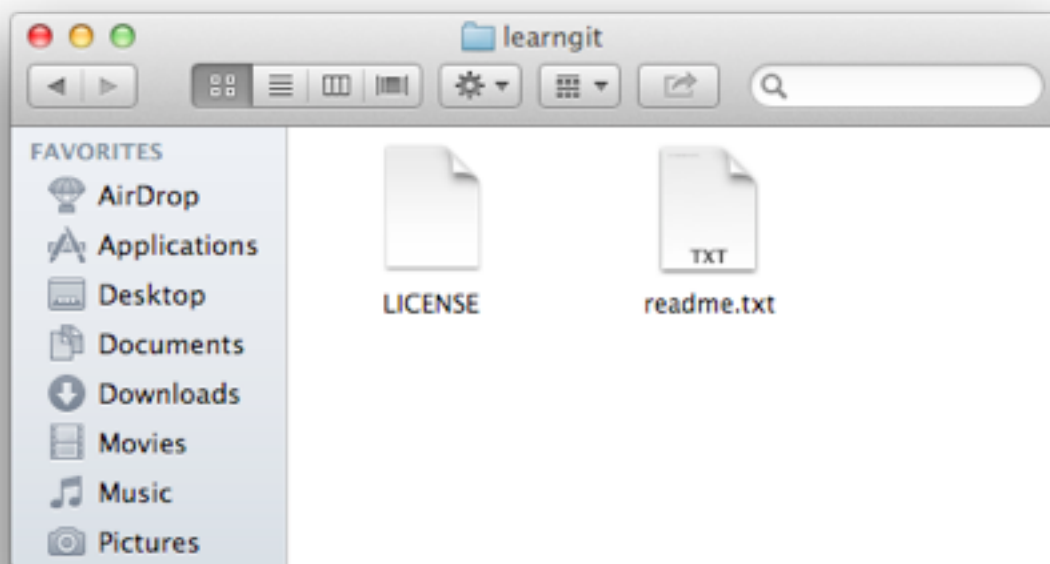 learngit
FAVORITES
AirDrop
Applications
Desktop
Documents
Downloads
Movies
Music
Pictures
TXT
LICENSE
readme.txt